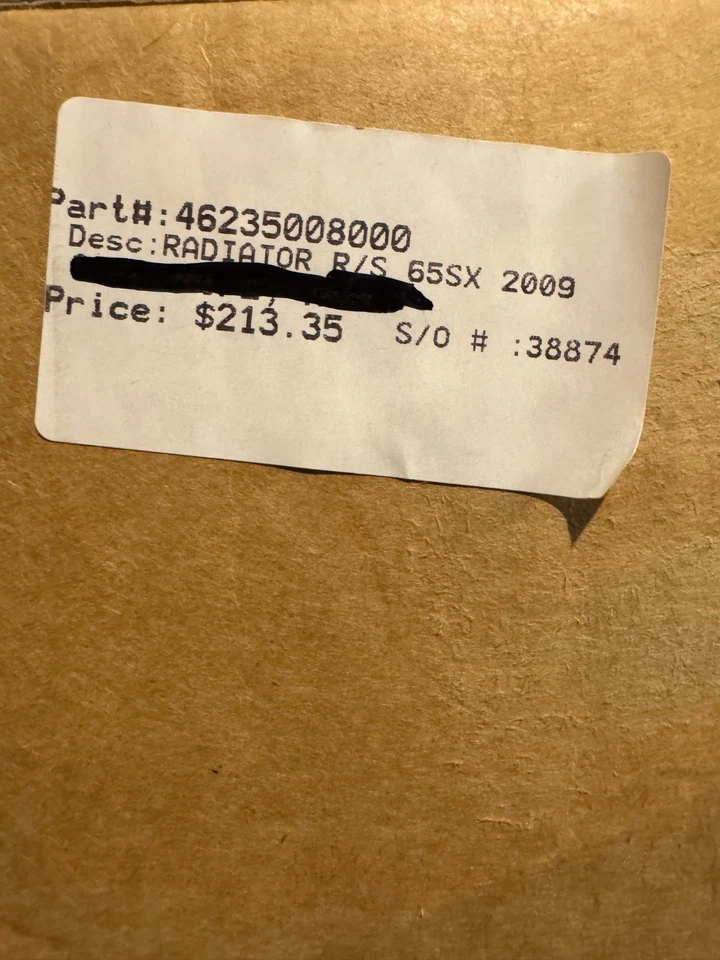 Part#:46235008000
Desc:RADIATOR R/S 65SX 2009
Price: $213.35 S/O # :38874